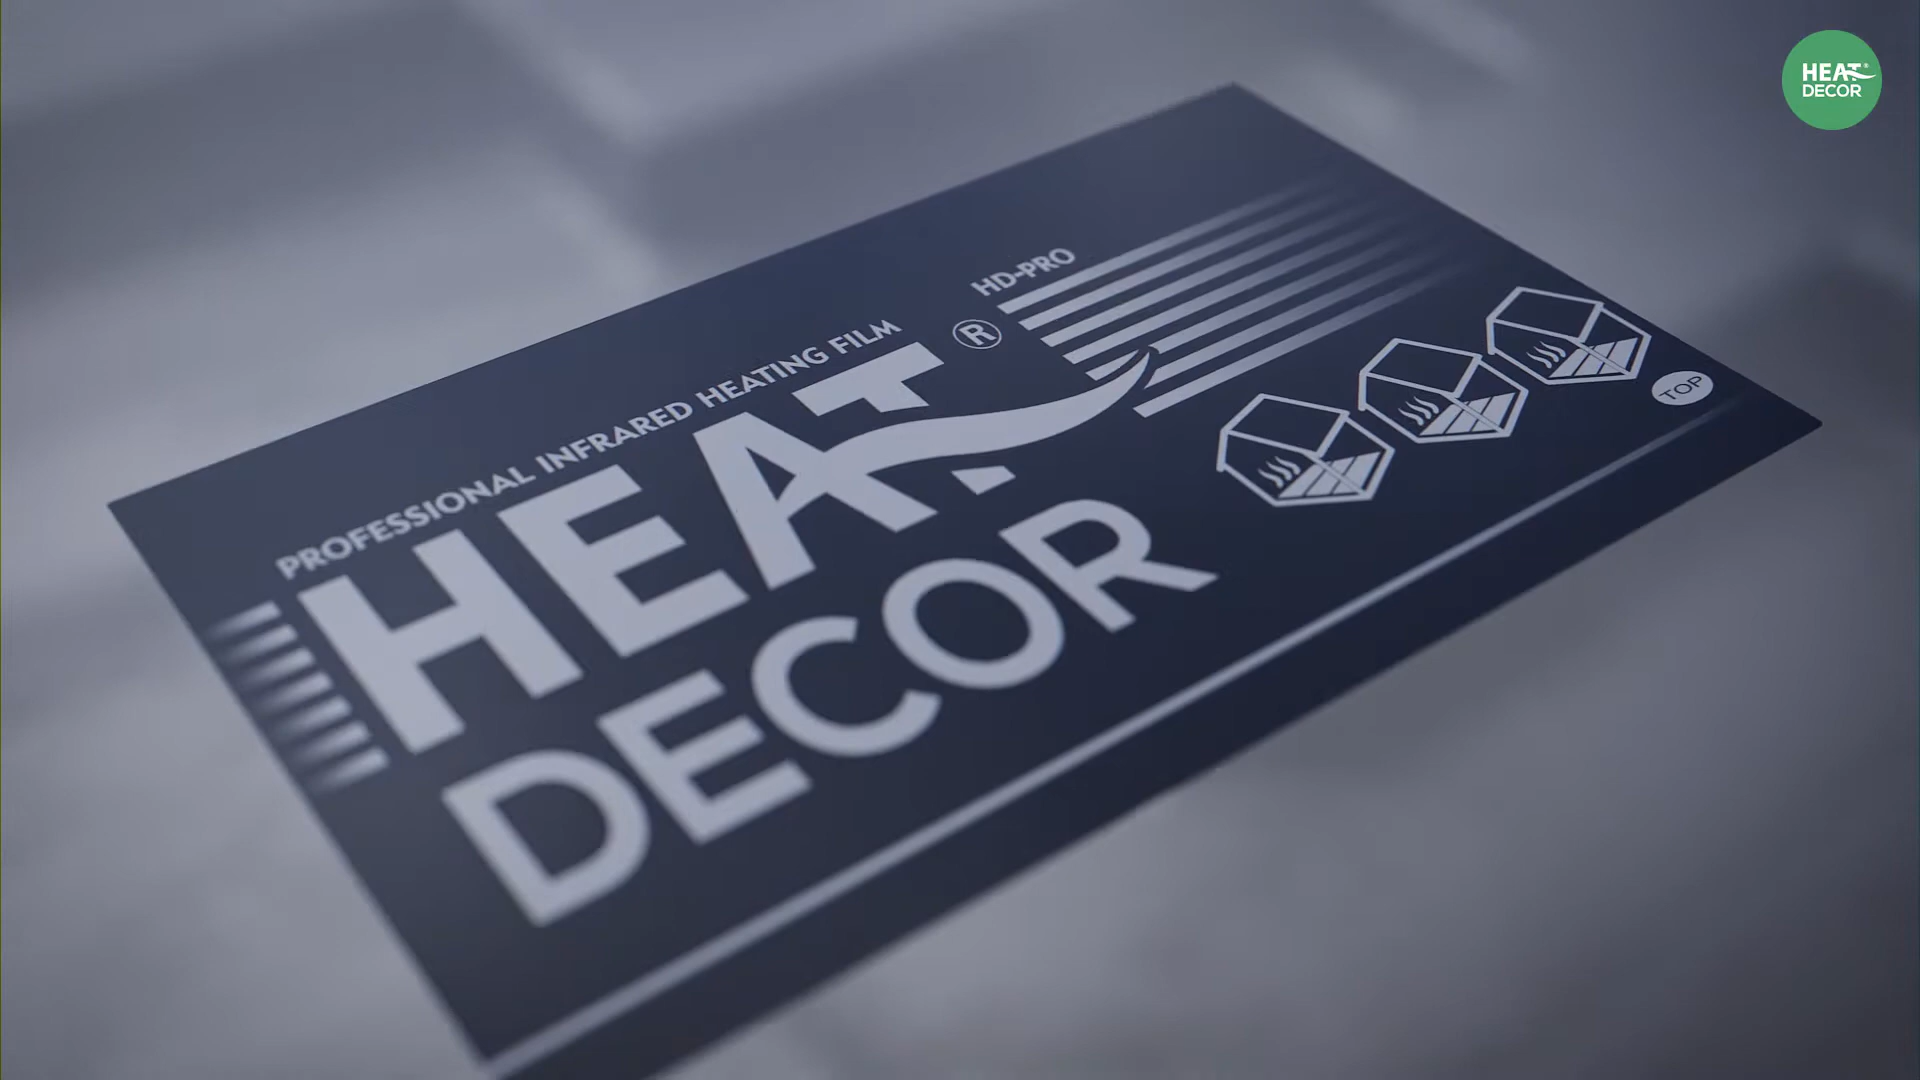 HEAT®
DECOR
HD-PRO
PROFESSIONAL INFRARED HEATING FILM
HEAT®
DECOR
TOP